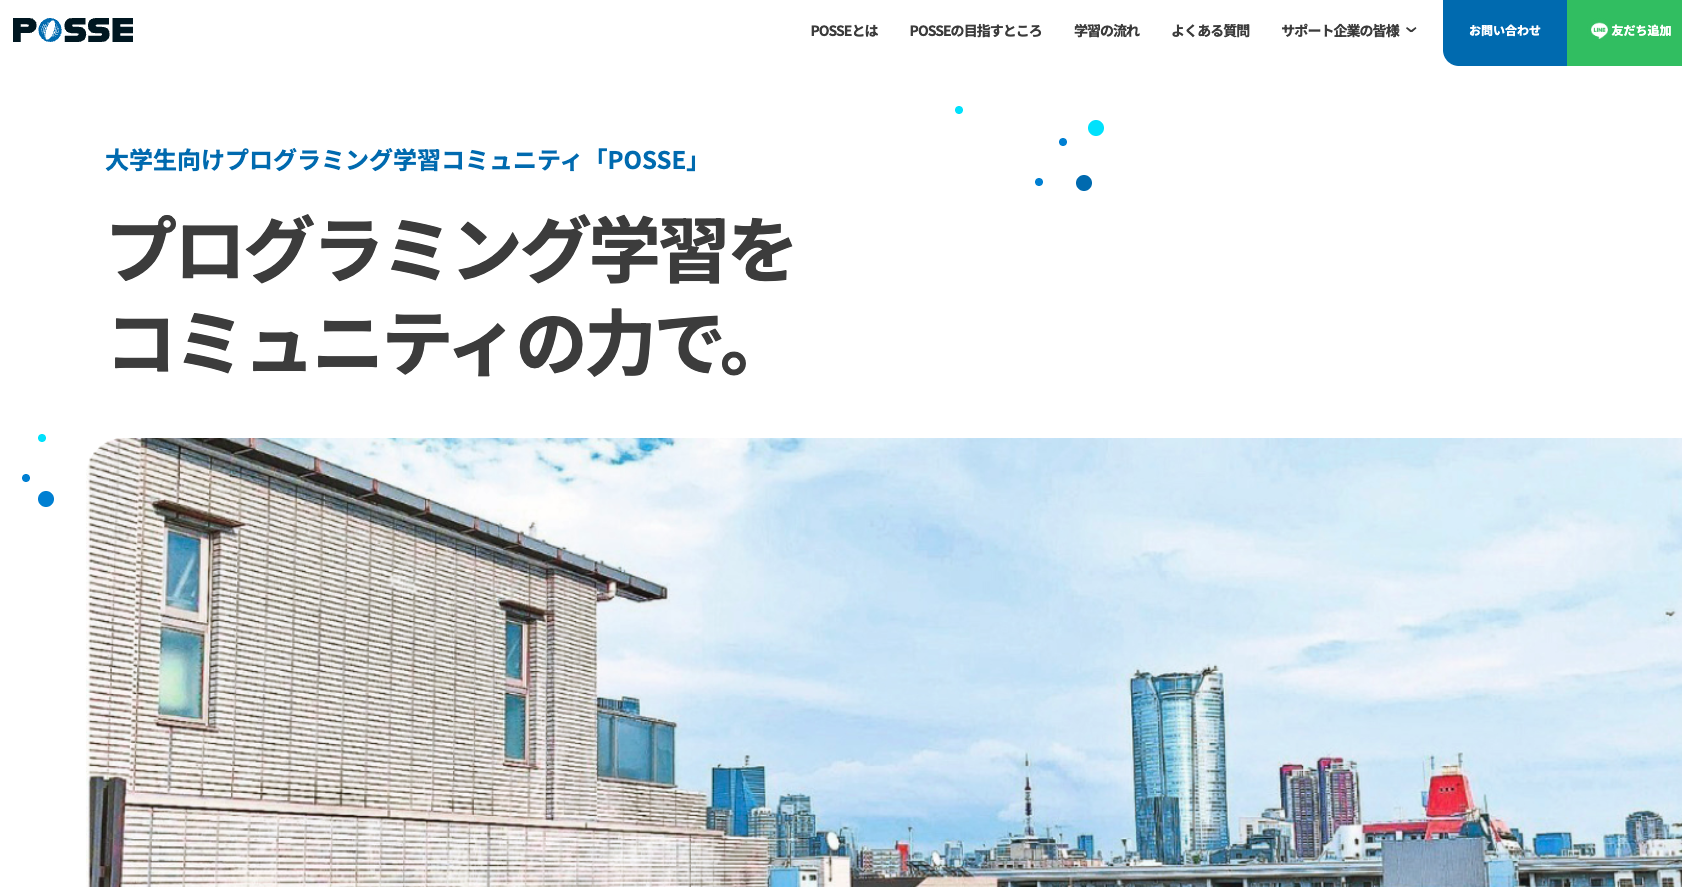 POSSE
POSSEとは
POSSEの目指すところ
学習の流れ
よくある質問
サポート企業の皆様
お問い合わせ
LINE 友だち追加
大学生向けプログラミング学習コミュニティ「POSSE」
プログラミング学習を
コミュニティの力で。